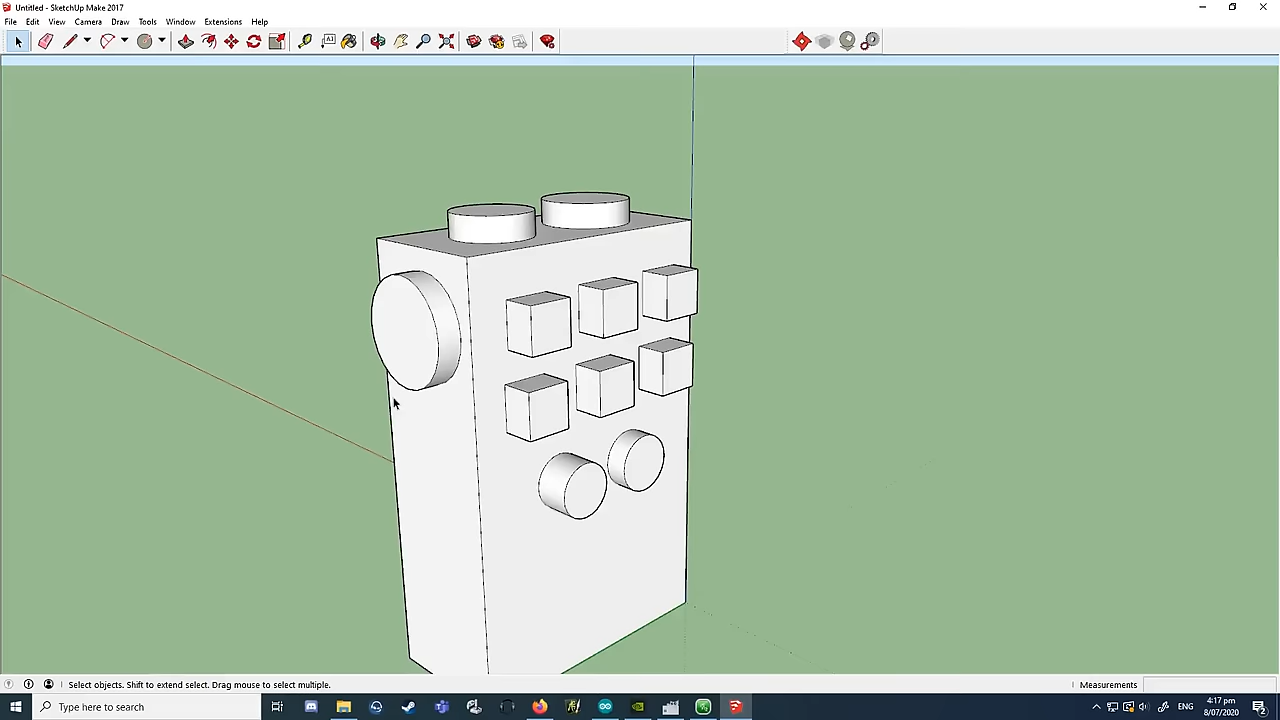 Untitled - SketchUp Make 2017
File Edit View Camera Draw Tools Window Extensions Help
A1
Select objects. Shift to extend select. Drag mouse to select multiple.
Measurements
Type here to search
ENG
4:17 pm
8/07/2020